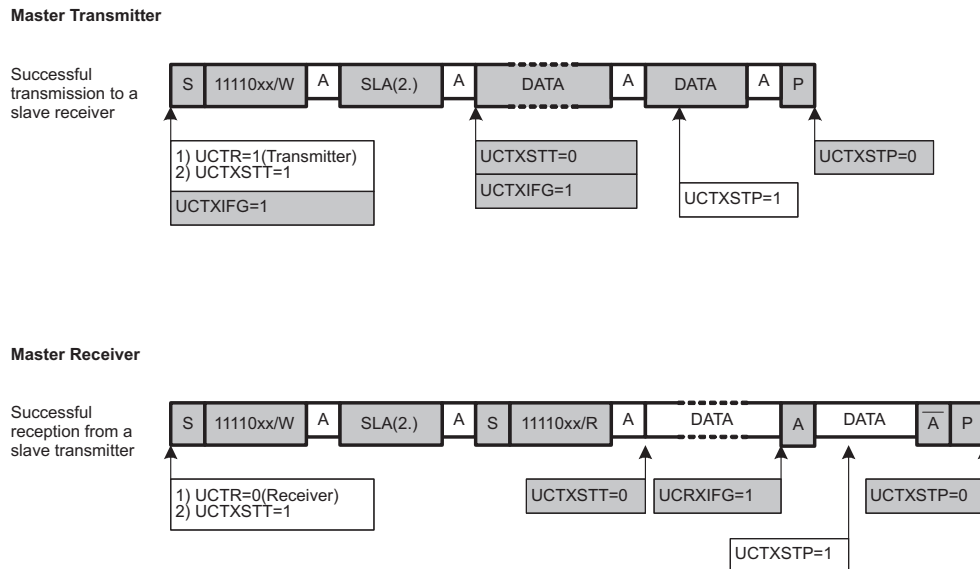 Master Transmitter
Successful
transmission to a
slave receiver
S 11110xx/W A SLA(2.) A DATA A DATA A P
1) UCTR=1(Transmitter)
2) UCTXSTT=1
UCTXIFG=1
UCTXSTT=0
UCTXIFG=1
UCTXSTP=1
UCTXSTP=0
Master Receiver
Successful
reception from a
slave transmitter
S 11110xx/W A SLA(2.) A S 11110xx/R A DATA A DATA A̅ P
1) UCTR=0(Receiver)
2) UCTXSTT=1
UCTXSTT=0
UCRXIFG=1
UCTXSTP=1
UCTXSTP=0